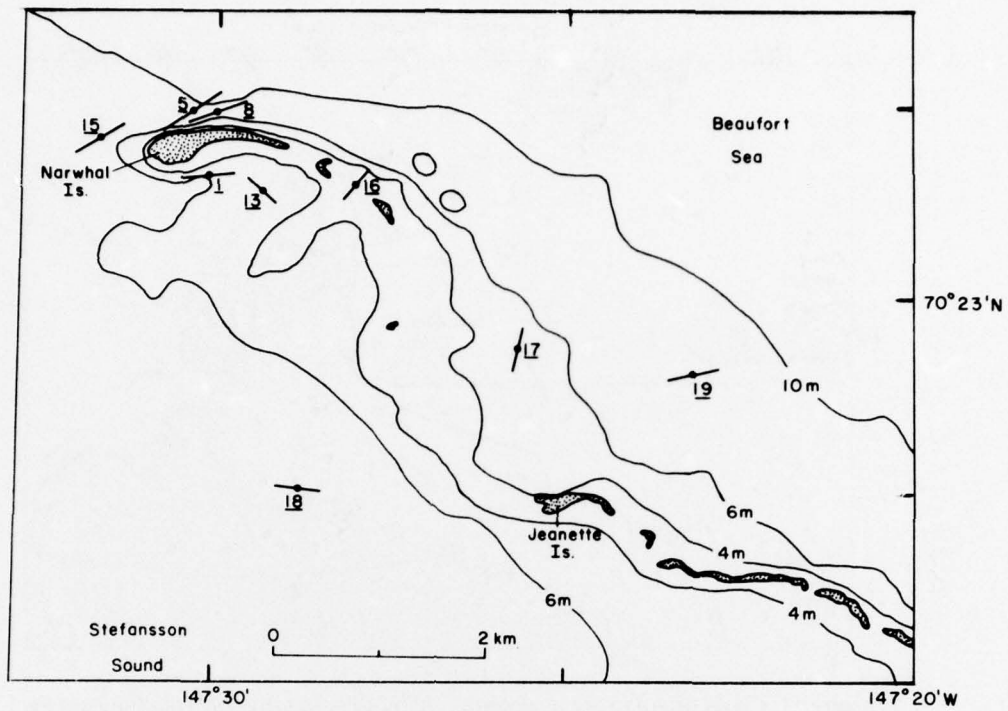 5
8
15
Beaufort
Sea
Narwhal
Is.
1
13
16
70°23'N
17
19
10m
18
6m
Jeanette
Is.
4m
6m
4m
Stefansson
Sound
0
2 km
147°30'
147°20'W